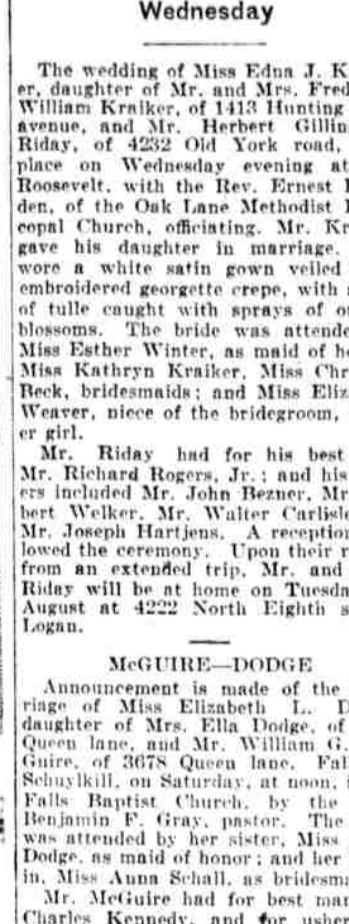 Wednesday
The wedding of Miss Edna J. K
er, daughter of Mr. and Mrs. Fred
William Kraiker, of 1413 Hunting
avenue, and Mr. Herbert Gillin
Riday, of 4232 Old York road,
place on Wednesday evening at
Roosevelt, with the Rev. Ernest
den, of the Oak Lane Methodist E
copal Church, officiating. Mr. Kr
gave his daughter in marriage.
wore a white satin gown veiled
embroidered georgette crepe, with
of tulle caught with sprays of o
blossoms. The bride was attende
Miss Esther Winter, as maid of h
Miss Kathryn Kraiker, Miss Chr
Beck, bridesmaids; and Miss Eliz
Weaver, niece of the bridegroom,
er girl.
Mr. Riday had for his best
Mr. Richard Rogers, Jr.; and his
ers included Mr. John Bezner, Mr
bert Welker, Mr. Walter Carlisle
Mr. Joseph Hartjens. A reception
lowed the ceremony. Upon their r
from an extended trip, Mr. and
Riday will be at home on Tuesda
August at 4222 North Eighth s
Logan.
McGUIRE—DODGE
Announcement is made of the
riage of Miss Elizabeth L. D
daughter of Mrs. Ella Dodge, of
Queen lane, and Mr. William G.
Guire, of 3678 Queen lane, Fal
Schuylkill, on Saturday, at noon, i
Falls Baptist Church, by the
Benjamin F. Gray, pastor. The
was attended by her sister, Miss
Dodge, as maid of honor; and her
in, Miss Anna Schall, as bridesma
Mr. McGuire had for best man
Charles Kennedy, and for usher